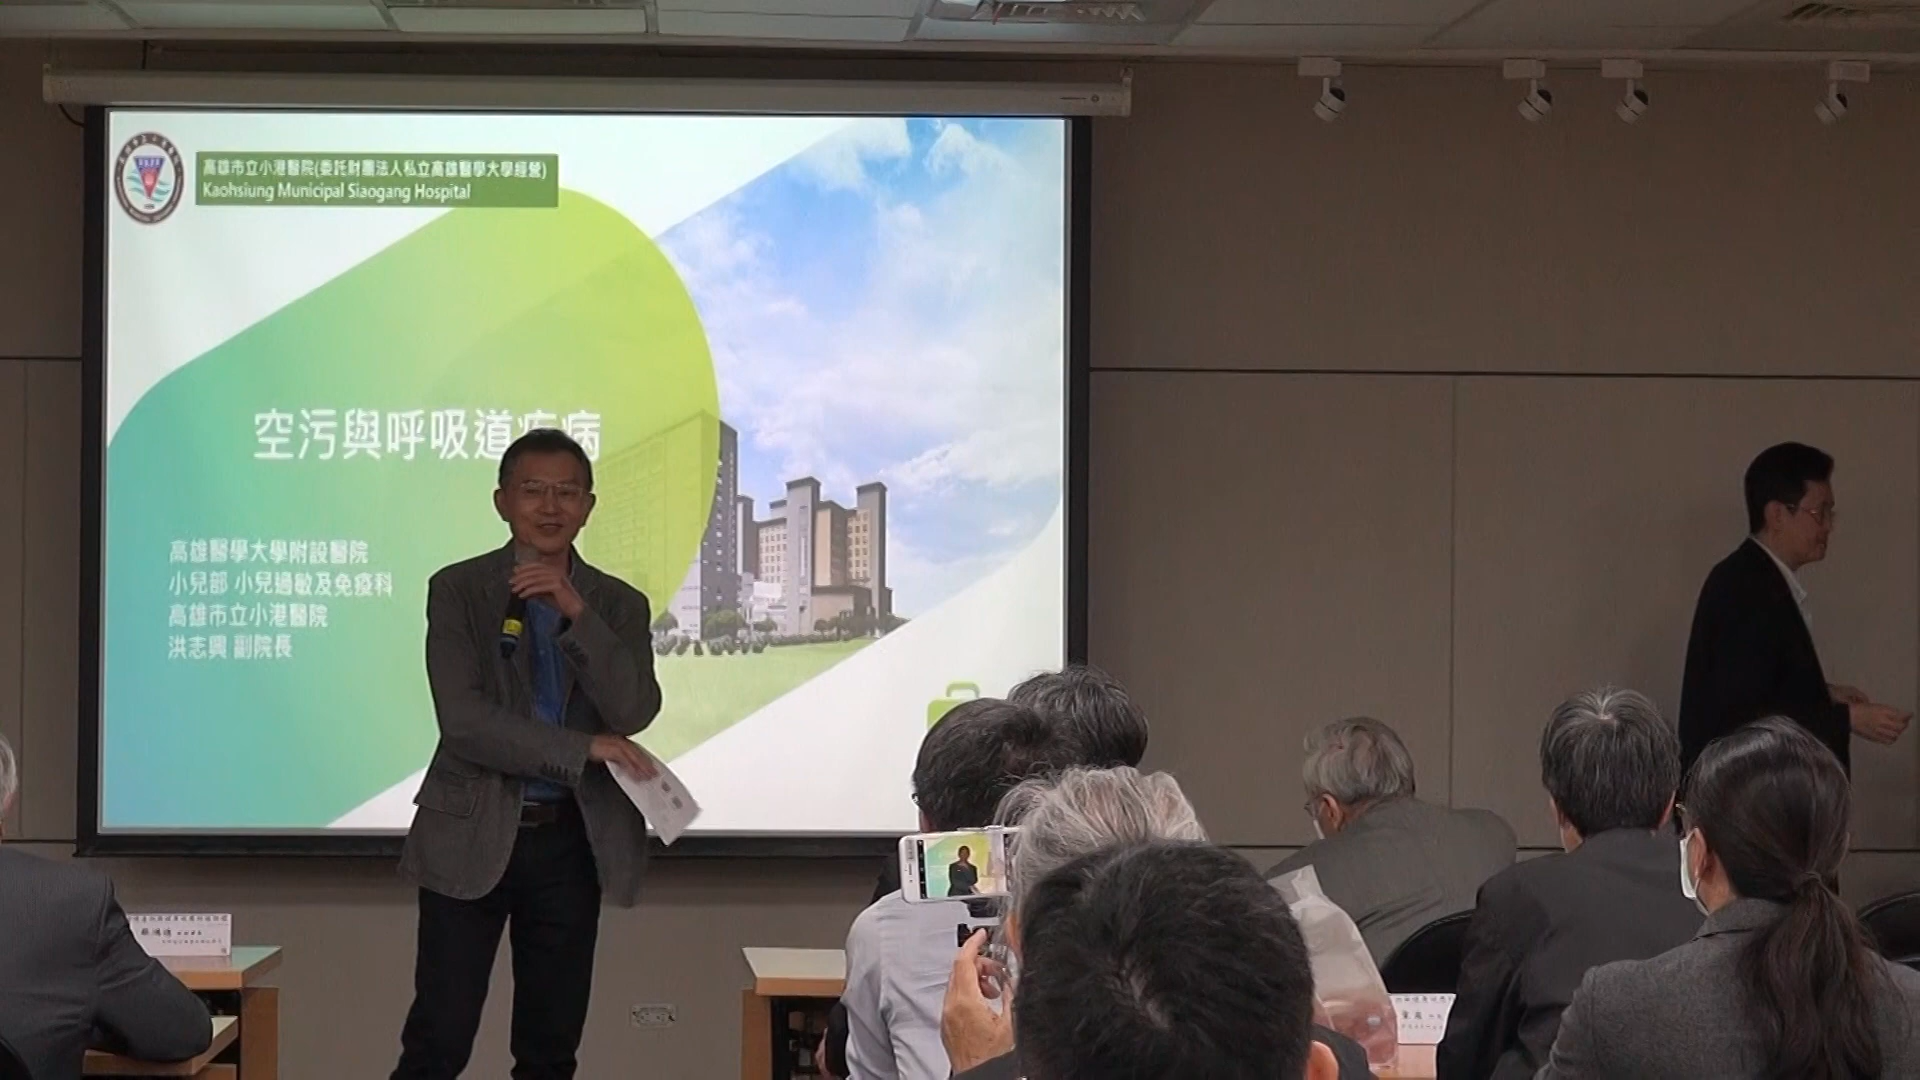 高雄市立小港醫院(委託財團法人私立高雄醫學大學經營)
Kaohsiung Municipal Siaogang Hospital
空污與呼吸道疾病
高雄醫學大學附設醫院
小兒部 小兒過敏及免疫科
高雄市立小港醫院
洪志興 副院長